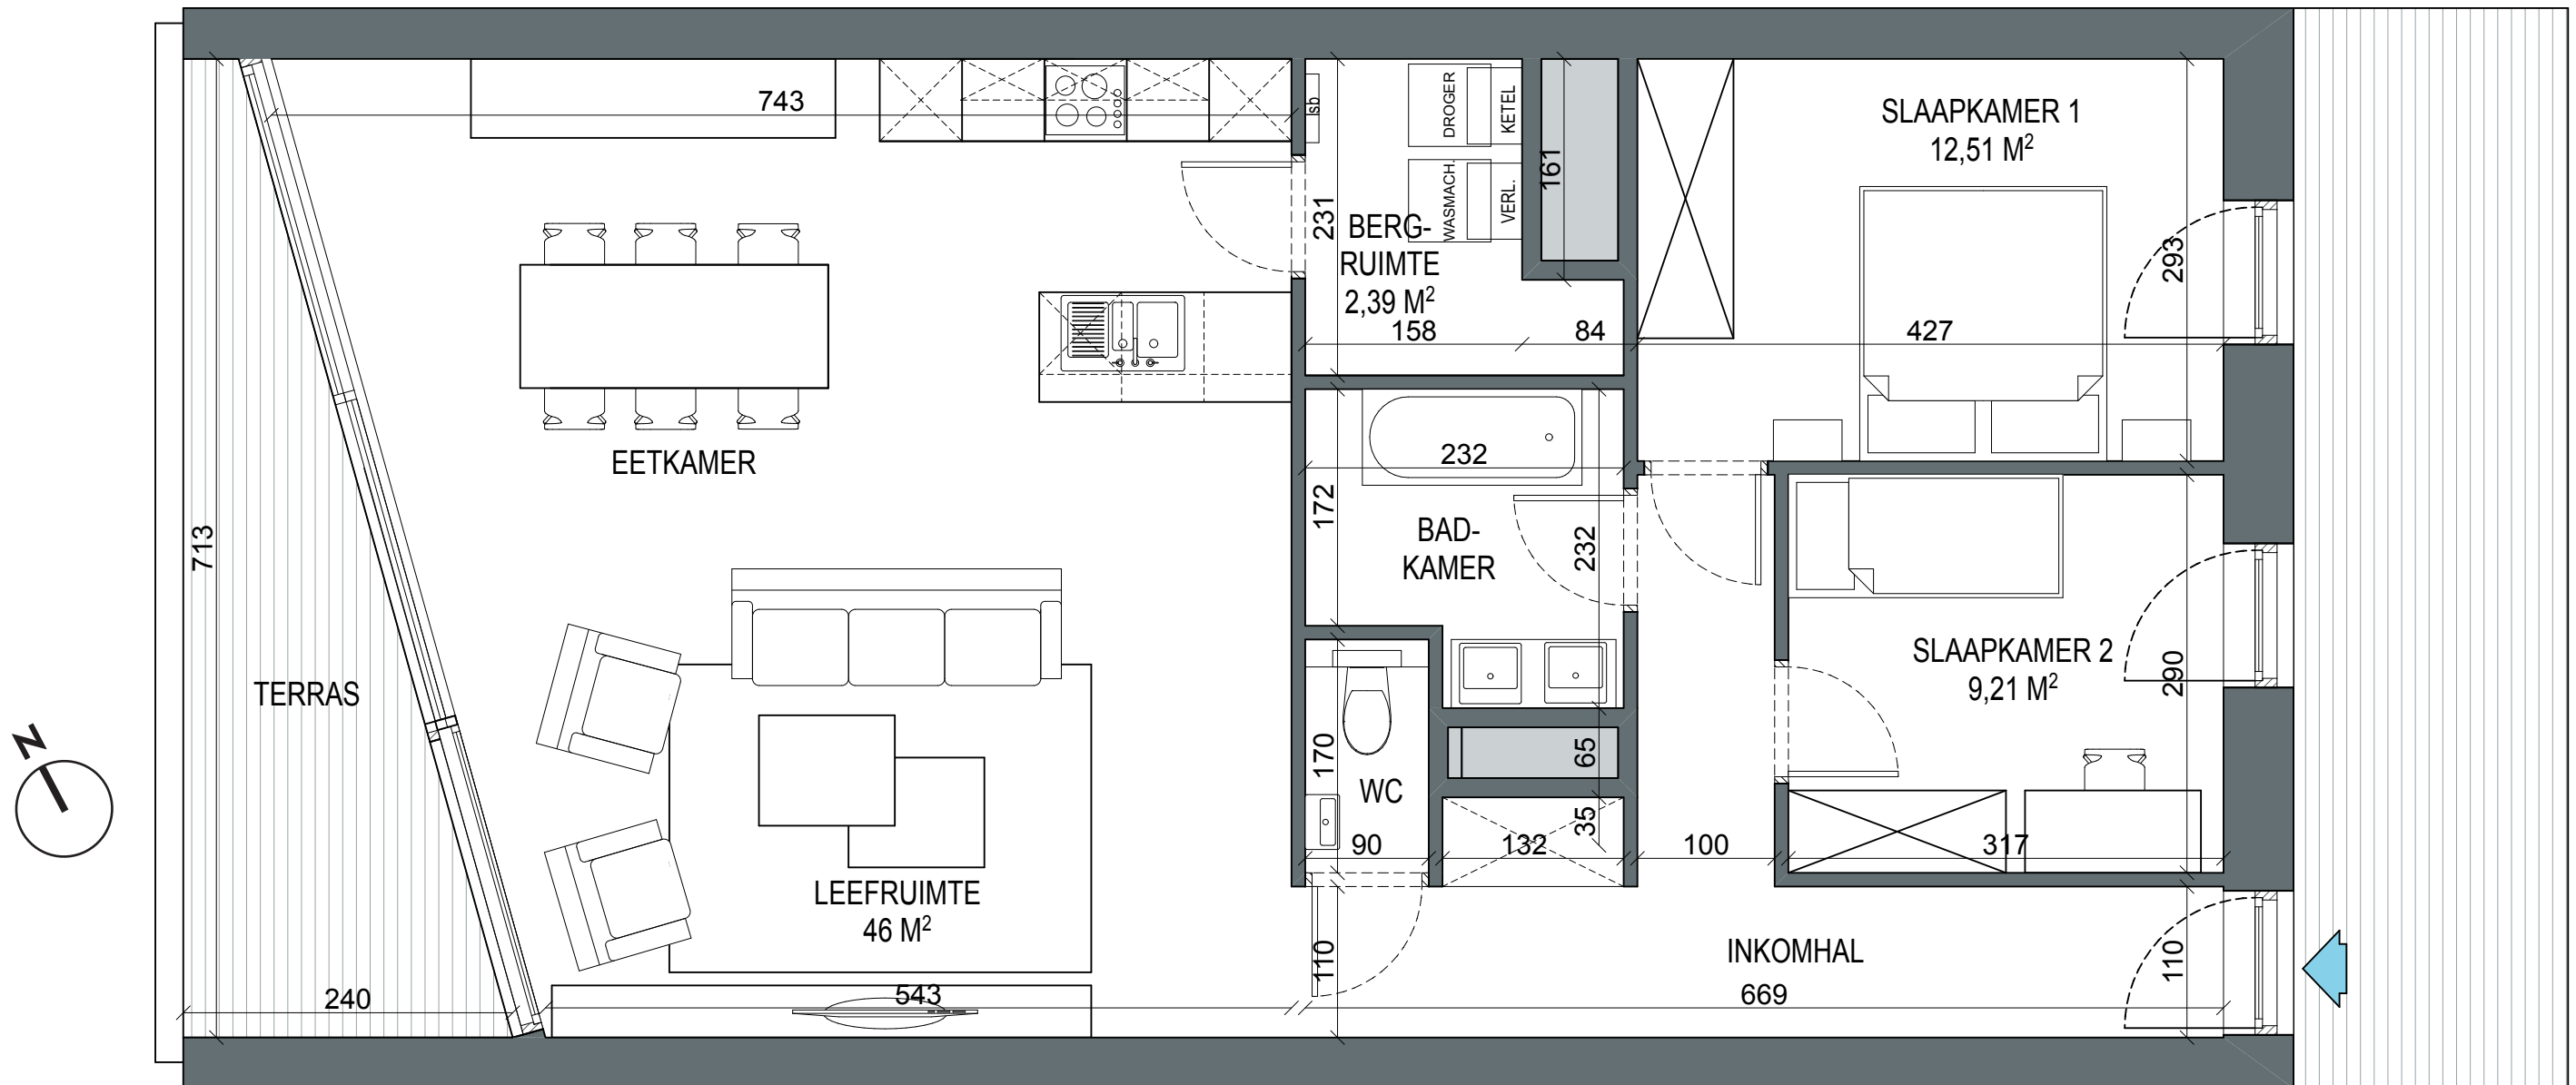 743
sb
DROGER
KETEL
WASMACH.
VERL.
161
231
BERG-
RUIMTE
2,39 M²
158
84
SLAAPKAMER 1
12,51 M²
293
427
EETKAMER
713
232
172
BAD-
KAMER
232
SLAAPKAMER 2
9,21 M²
290
TERRAS
N
170
WC
65
35
90
132
100
317
LEEFRUIMTE
46 M²
110
INKOMHAL
110
240
543
669